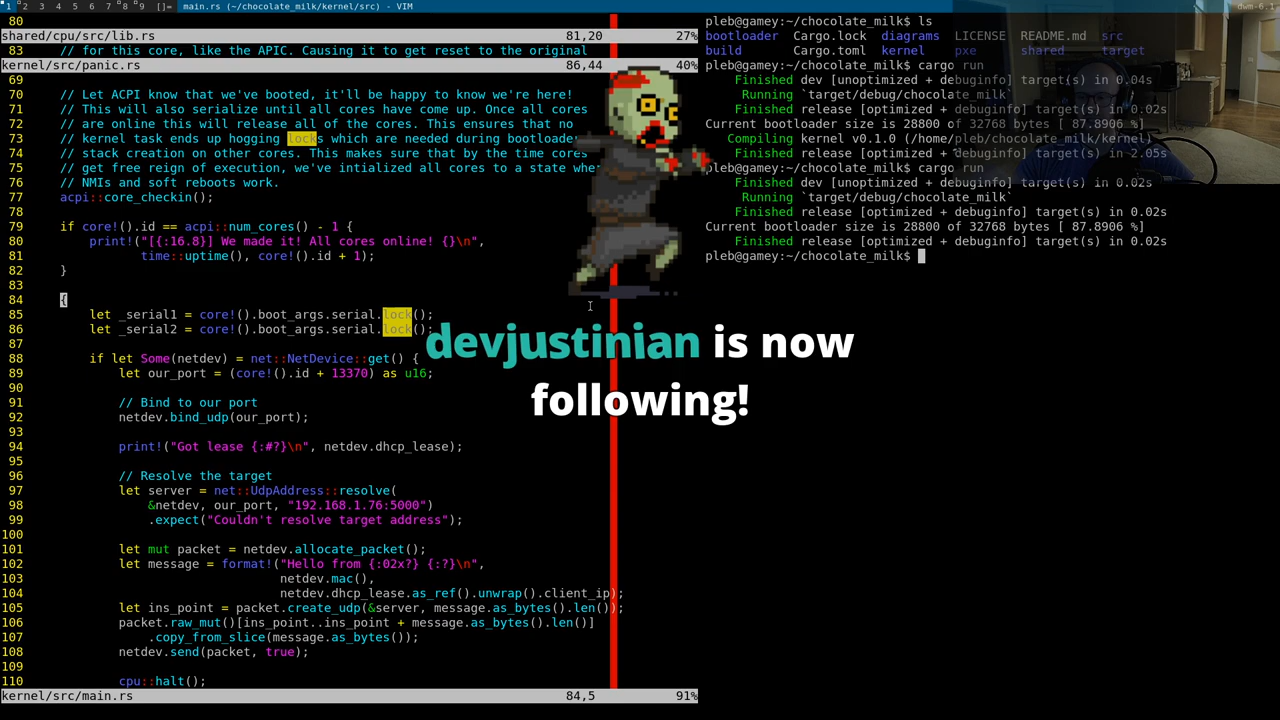 1 2 3 4 5 6 7 8 9 []= main.rs (~/chocolate_milk/kernel/src) - VIM dwm-6.1
80
shared/cpu/src/lib.rs 81,20 27%
83 // for this core, like the APIC. Causing it to get reset to the original
kernel/src/panic.rs 86,44 40%
69
70 // Let ACPI know that we've booted, it'll be happy to know we're here!
71 // This will also serialize until all cores have come up. Once all cores
72 // are online this will release all of the cores. This ensures that no
73 // kernel task ends up hogging locks which are needed during bootloader
74 // stack creation on other cores. This makes sure that by the time cores
75 // get free reign of execution, we've intialized all cores to a state whe
76 // NMIs and soft reboots work.
77 acpi::core_checkin();
78
79 if core!().id == acpi::num_cores() - 1 {
80 print!("[{:16.8}] We made it! All cores online! {}\n",
81 time::uptime(), core!().id + 1);
82 }
83
84 {
85 let _serial1 = core!().boot_args.serial.lock();
86 let _serial2 = core!().boot_args.serial.lock();
87
88 if let Some(netdev) = net::NetDevice::get() {
89 let our_port = (core!().id + 13370) as u16;
90
91 // Bind to our port
92 netdev.bind_udp(our_port);
93
94 print!("Got lease {:#?}\n", netdev.dhcp_lease);
95
96 // Resolve the target
97 let server = net::UdpAddress::resolve(
98 &netdev, our_port, "192.168.1.76:5000")
99 .expect("Couldn't resolve target address");
100
101 let mut packet = netdev.allocate_packet();
102 let message = format!("Hello from {:02x?} {:?}\n",
103 netdev.mac(),
104 netdev.dhcp_lease.as_ref().unwrap().client_ip);
105 let ins_point = packet.create_udp(&server, message.as_bytes().len());
106 packet.raw_mut()[ins_point..ins_point + message.as_bytes().len()]
107 .copy_from_slice(message.as_bytes());
108 netdev.send(packet, true);
109
110 cpu::halt();
kernel/src/main.rs 84,5 91%
pleb@gamey:~/chocolate_milk$ ls
bootloader Cargo.lock diagrams LICENSE README.md src
build Cargo.toml kernel pxe shared target
pleb@gamey:~/chocolate_milk$ cargo run
Finished dev [unoptimized + debuginfo] target(s) in 0.04s
Running `target/debug/chocolate_milk`
Finished release [optimized + debuginfo] target(s) in 0.02s
Current bootloader size is 28800 of 32768 bytes [ 87.8906 %]
Compiling kernel v0.1.0 (/home/pleb/chocolate_milk/kernel)
Finished release [optimized + debuginfo] target(s) in 2.05s
pleb@gamey:~/chocolate_milk$ cargo run
Finished dev [unoptimized + debuginfo] target(s) in 0.02s
Running `target/debug/chocolate_milk`
Finished release [optimized + debuginfo] target(s) in 0.02s
Current bootloader size is 28800 of 32768 bytes [ 87.8906 %]
Finished release [optimized + debuginfo] target(s) in 0.02s
pleb@gamey:~/chocolate_milk$
devjustinian is now
following!